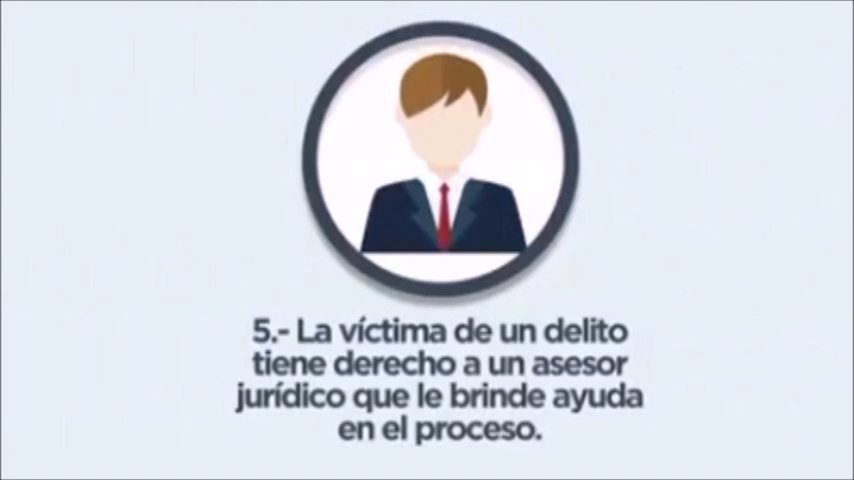 5.- La víctima de un delito
tiene derecho a un asesor
jurídico que le brinde ayuda
en el proceso.